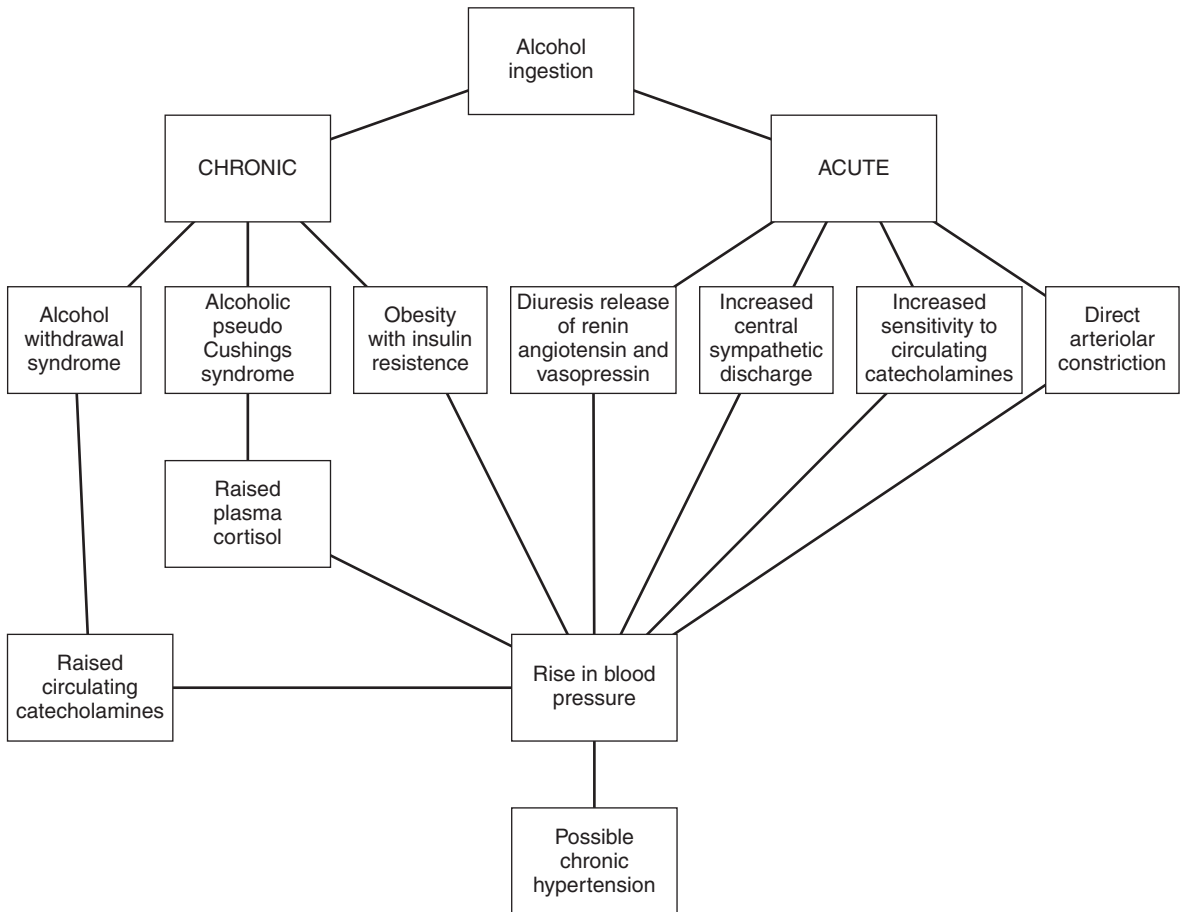 Alcohol
ingestion
CHRONIC
ACUTE
Alcohol
withdrawal
syndrome
Alcoholic
pseudo
Cushings
syndrome
Obesity
with insulin
resistence
Diuresis release
of renin
angiotensin and
vasopressin
Increased
central
sympathetic
discharge
Increased
sensitivity to
circulating
catecholamines
Direct
arteriolar
constriction
Raised
plasma
cortisol
Raised
circulating
catecholamines
Rise in blood
pressure
Possible
chronic
hypertension